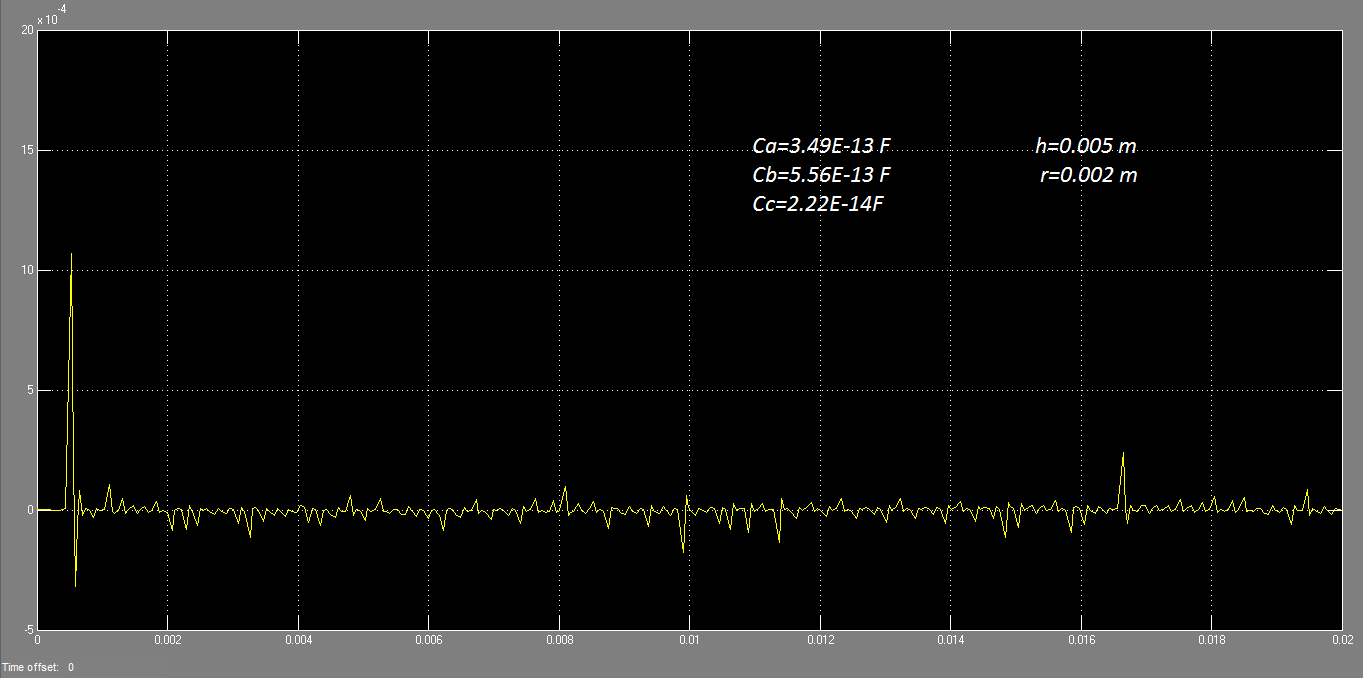 x 10
-4
20
15
10
5
0
-5
Ca=3.49E-13 F
Cb=5.56E-13 F
Cc=2.22E-14F
h=0.005 m
r=0.002 m
0 0.002 0.004 0.006 0.008 0.01 0.012 0.014 0.016 0.018 0.02
Time offset: 0